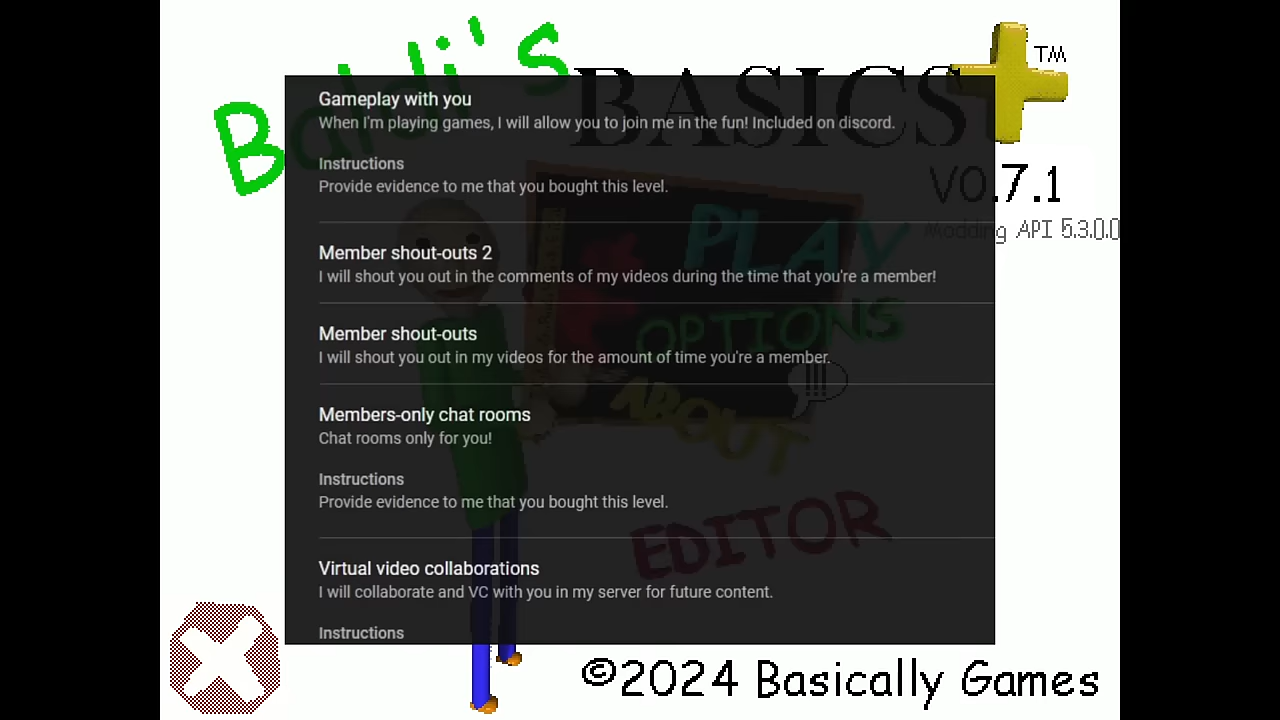 Baldi's BASICS+ ™
Gameplay with you
When I'm playing games, I will allow you to join me in the fun! Included on discord.
Instructions
Provide evidence to me that you bought this level.
V0.7.1
PLAY
Modding API 5.3.0.0
Member shout-outs 2
I will shout you out in the comments of my videos during the time that you're a member!
OPTIONS
Member shout-outs
I will shout you out in my videos for the amount of time you're a member.
!!!
ABOUT
Members-only chat rooms
Chat rooms only for you!
Instructions
Provide evidence to me that you bought this level.
EDITOR
Virtual video collaborations
I will collaborate and VC with you in my server for future content.
Instructions
©2024 Basically Games